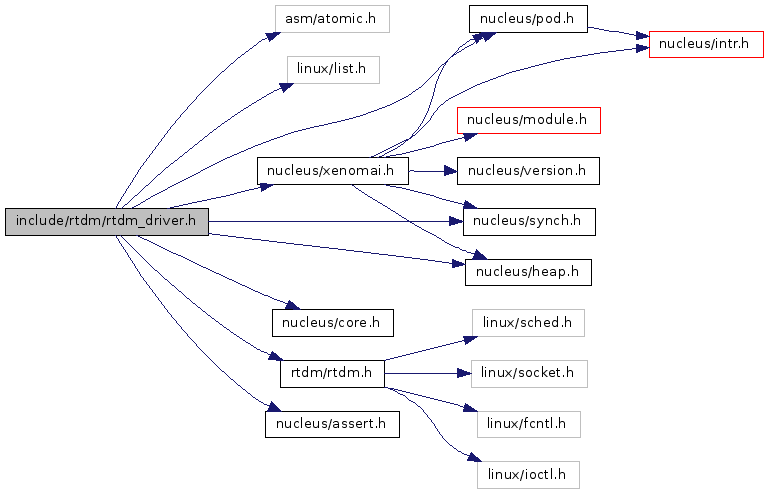 asm/atomic.h
nucleus/pod.h
nucleus/intr.h
linux/list.h
nucleus/module.h
nucleus/xenomai.h
nucleus/version.h
include/rtdm/rtdm_driver.h
nucleus/synch.h
nucleus/heap.h
nucleus/core.h
linux/sched.h
rtdm/rtdm.h
linux/socket.h
nucleus/assert.h
linux/fcntl.h
linux/ioctl.h